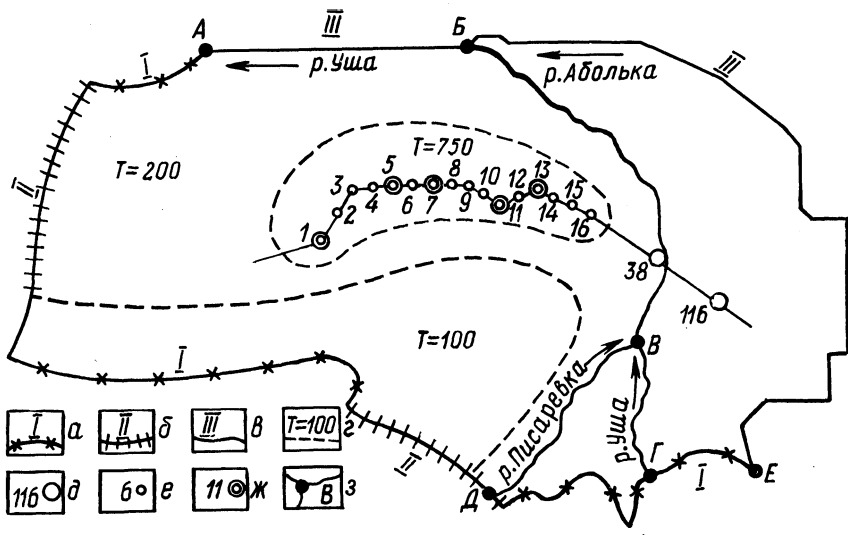 III
А
Б
I
р.Уша
р.Аболька
III
T=750
T=200
II
3 4 5 6 7 8 9 10 11 12 13 14 15 16
2
1
38
116
T=100
В
I
р.Писаревка
р.Уша
I а
II б
III в
T=100 г
II
Г
I
Е
116 д
6 е
11 ж
В з
Д